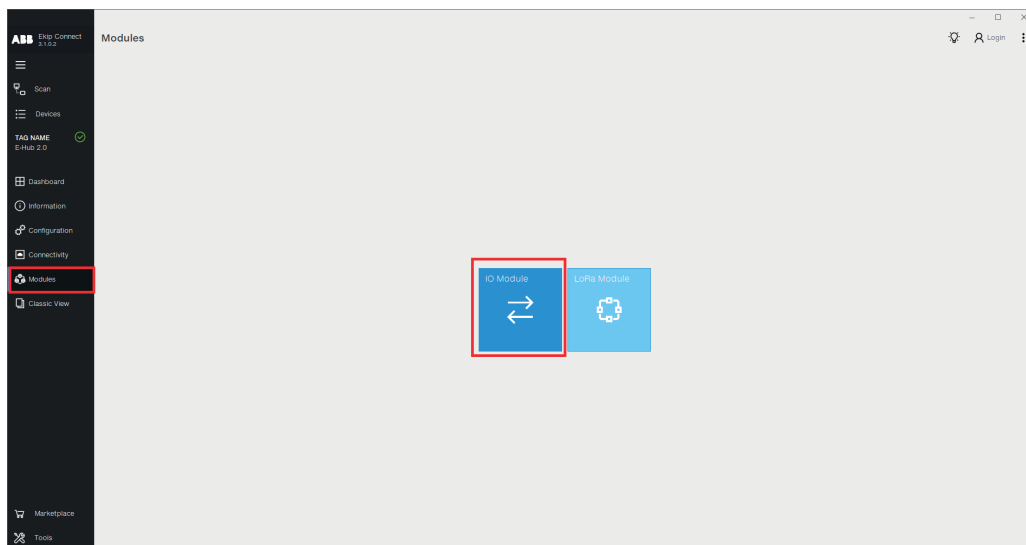 ABB Ekip Connect
3.1.0.2
Modules
Login
Scan
Devices
TAG NAME
E-Hub 2.0
Dashboard
Information
Configuration
Connectivity
Modules
Classic View
IO Module
LoRa Module
Marketplace
Tools